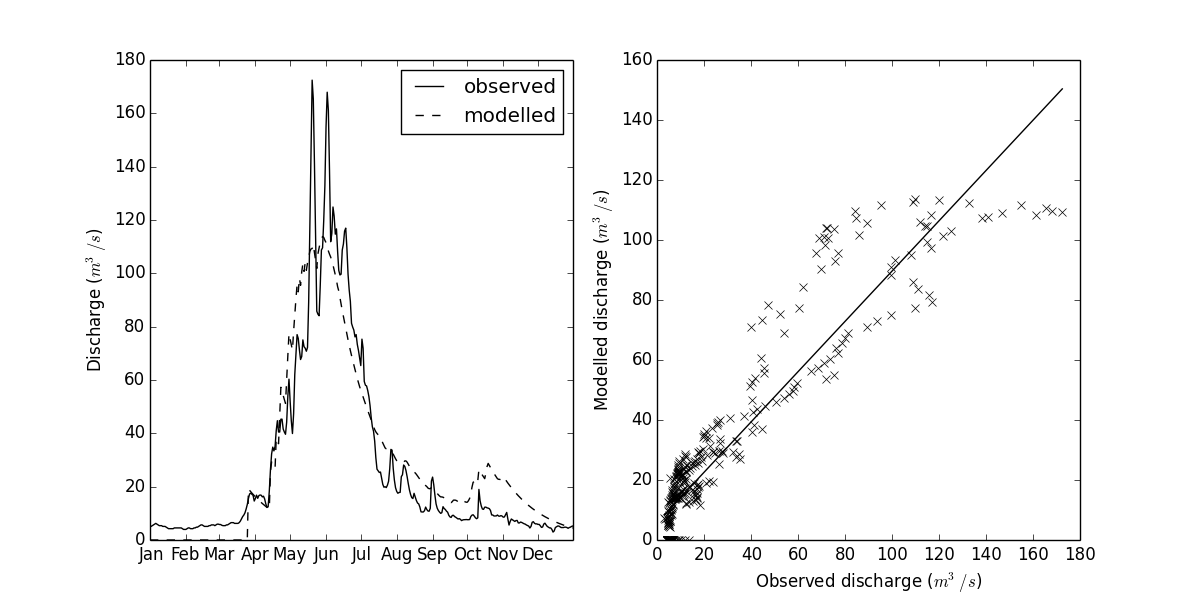 180
160
140
120
100
80
60
40
20
0
Discharge (m³/s)
Jan Feb Mar Apr May Jun Jul Aug Sep Oct Nov Dec
observed
modelled
160
140
120
100
80
60
40
20
0
Modelled discharge (m³/s)
0 20 40 60 80 100 120 140 160 180
Observed discharge (m³/s)